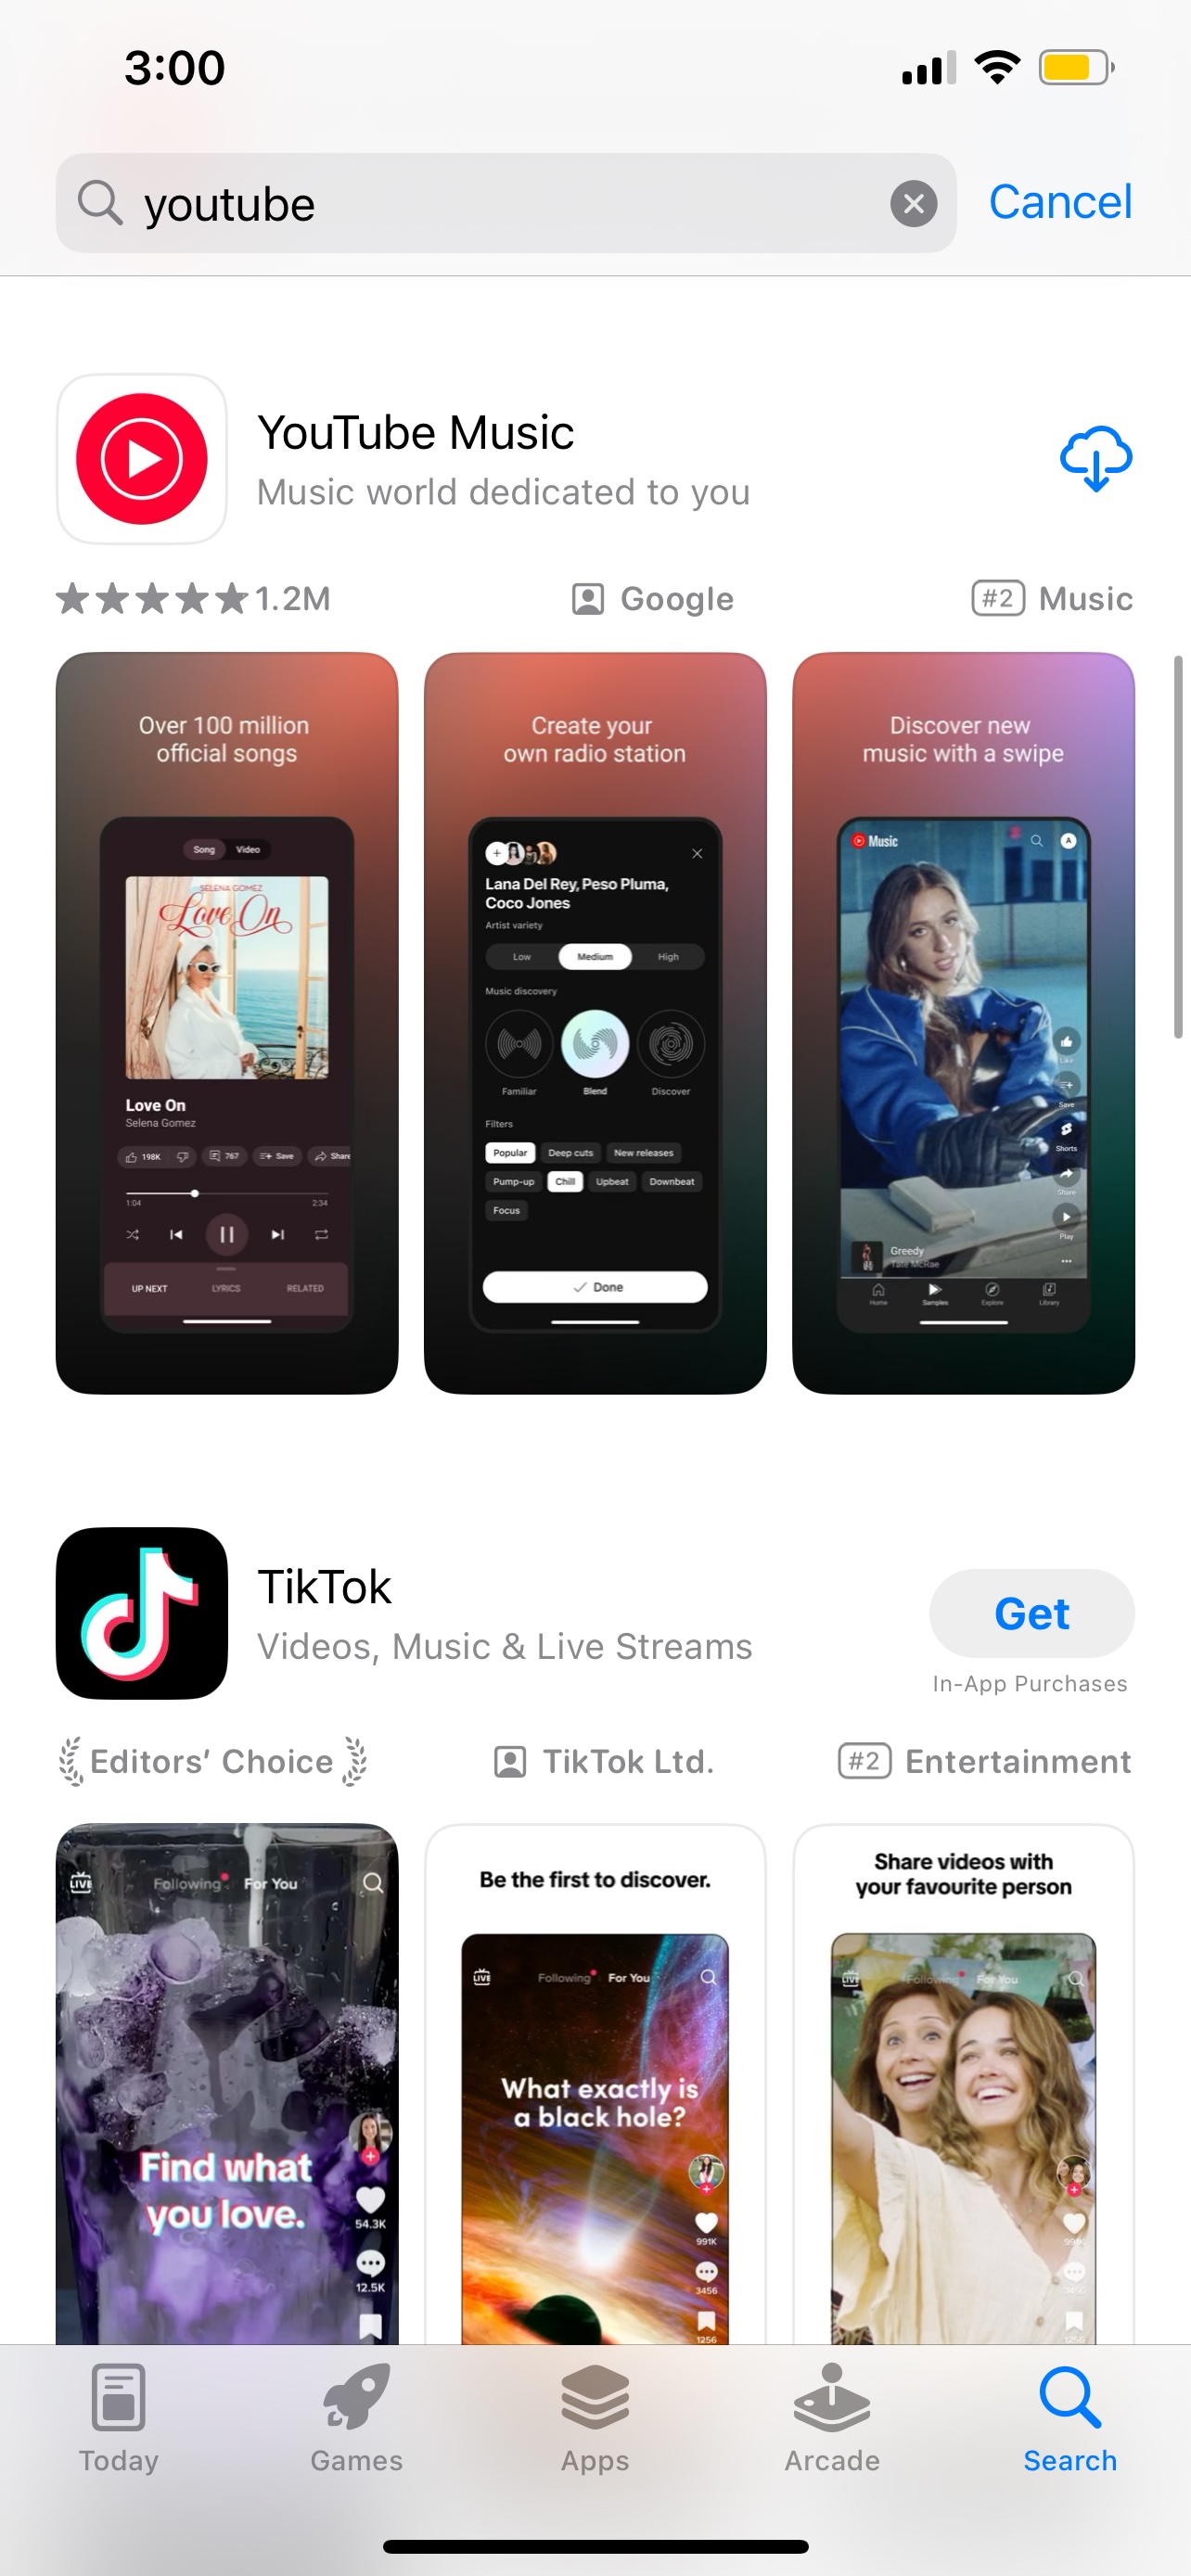 3:00
youtube
Cancel
YouTube Music
Music world dedicated to you
1.2M
Google
#2 Music
Over 100 million
official songs
Song Video
SELENA GOMEZ
Love On
Love On
Selena Gomez
198K 767 Save Share
1:04 2:34
UP NEXT LYRICS RELATED
Create your
own radio station
Lana Del Rey, Peso Pluma,
Coco Jones
Artist variety
Low Medium High
Music discovery
Familiar Blend Discover
Filters
Popular Deep cuts New releases
Pump-up Chill Upbeat Downbeat
Focus
Done
Discover new
music with a swipe
Music A
Like
Save
Shorts
Share
Play
Greedy
Tate McRae
Home Samples Explore Library
TikTok
Videos, Music & Live Streams
Get
In-App Purchases
Editors' Choice
TikTok Ltd.
#2 Entertainment
LIVE Following For You
Find what
you love.
54.3K
12.5K
Be the first to discover.
LIVE Following For You
What exactly is
a black hole?
991K
3456
1256
Share videos with
your favourite person
LIVE Following For You
Today Games Apps Arcade Search